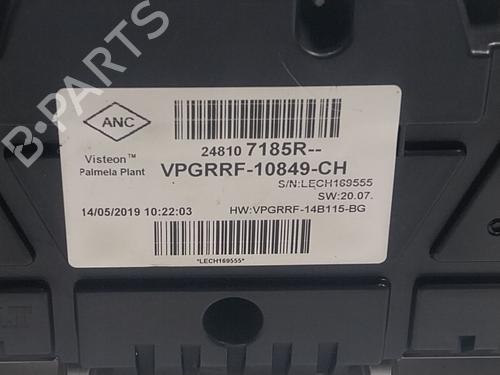 B-PARTS
ANC
Visteon™
Palmela Plant
24810 7185R--
VPGRRF-10849-CH
S/N:LECH169555
SW:20.07.
14/05/2019 10:22:03
HW:VPGRRF-14B115-BG
*LECH169555*